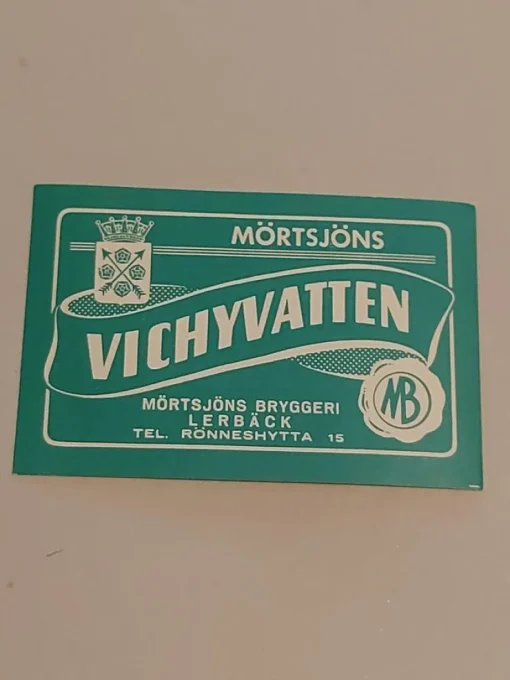 MÖRTSJÖNS
VICHYVATTEN
MÖRTSJÖNS BRYGGERI
LERBÄCK
TEL. RÖNNESHYTTA 15
MB